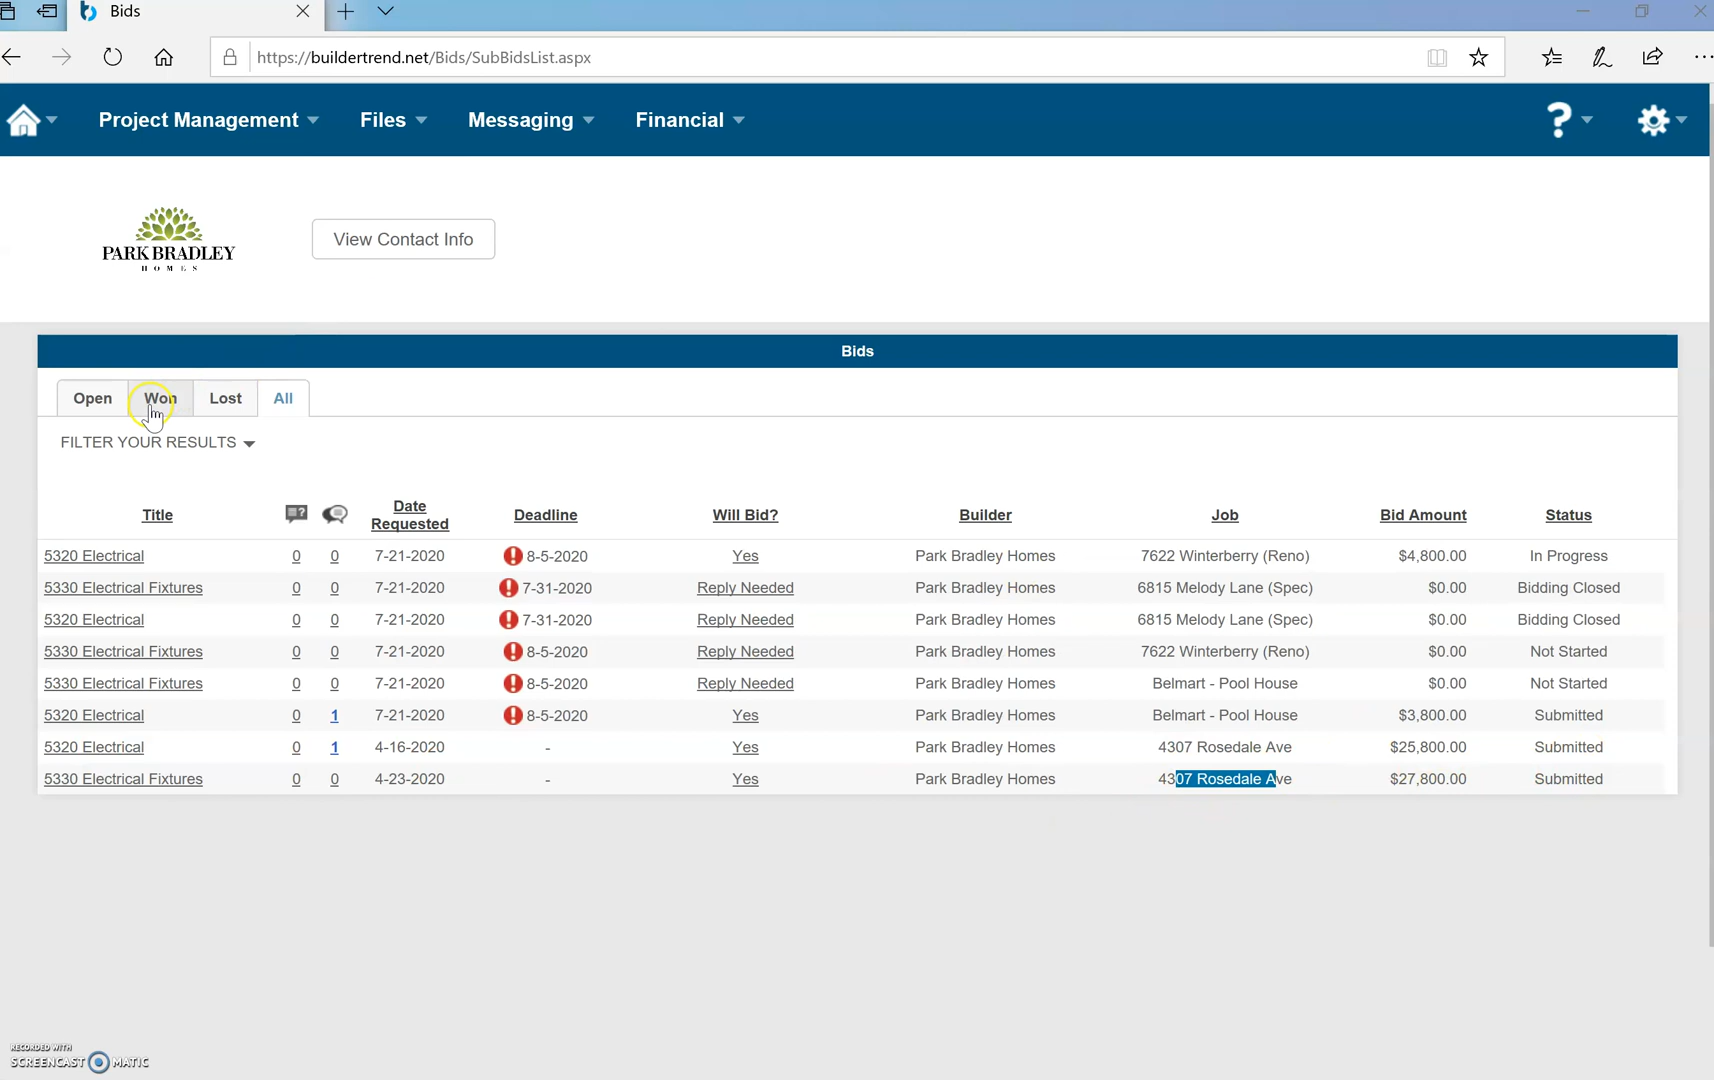 Bids
https://buildertrend.net/Bids/SubBidsList.aspx
Project Management Files Messaging Financial ?
PARK BRADLEY
HOMES
View Contact Info
Bids
Open Won Lost All
FILTER YOUR RESULTS
Title Date Requested Deadline Will Bid? Builder Job Bid Amount Status
5320 Electrical 0 0 7-21-2020 8-5-2020 Yes Park Bradley Homes 7622 Winterberry (Reno) $4,800.00 In Progress
5330 Electrical Fixtures 0 0 7-21-2020 7-31-2020 Reply Needed Park Bradley Homes 6815 Melody Lane (Spec) $0.00 Bidding Closed
5320 Electrical 0 0 7-21-2020 7-31-2020 Reply Needed Park Bradley Homes 6815 Melody Lane (Spec) $0.00 Bidding Closed
5330 Electrical Fixtures 0 0 7-21-2020 8-5-2020 Reply Needed Park Bradley Homes 7622 Winterberry (Reno) $0.00 Not Started
5330 Electrical Fixtures 0 0 7-21-2020 8-5-2020 Reply Needed Park Bradley Homes Belmart - Pool House $0.00 Not Started
5320 Electrical 0 1 7-21-2020 8-5-2020 Yes Park Bradley Homes Belmart - Pool House $3,800.00 Submitted
5320 Electrical 0 1 4-16-2020 - Yes Park Bradley Homes 4307 Rosedale Ave $25,800.00 Submitted
5330 Electrical Fixtures 0 0 4-23-2020 - Yes Park Bradley Homes 4307 Rosedale Ave $27,800.00 Submitted
RECORDED WITH
SCREENCAST MATIC